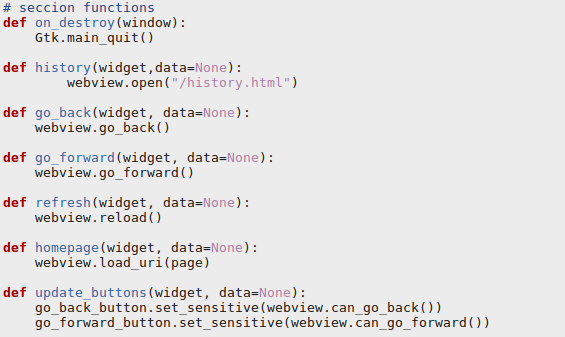 # seccion functions
def on_destroy(window):
    Gtk.main_quit()

def history(widget,data=None):
        webview.open("/history.html")

def go_back(widget, data=None):
    webview.go_back()

def go_forward(widget, data=None):
    webview.go_forward()

def refresh(widget, data=None):
    webview.reload()

def homepage(widget, data=None):
    webview.load_uri(page)

def update_buttons(widget, data=None):
    go_back_button.set_sensitive(webview.can_go_back())
    go_forward_button.set_sensitive(webview.can_go_forward())